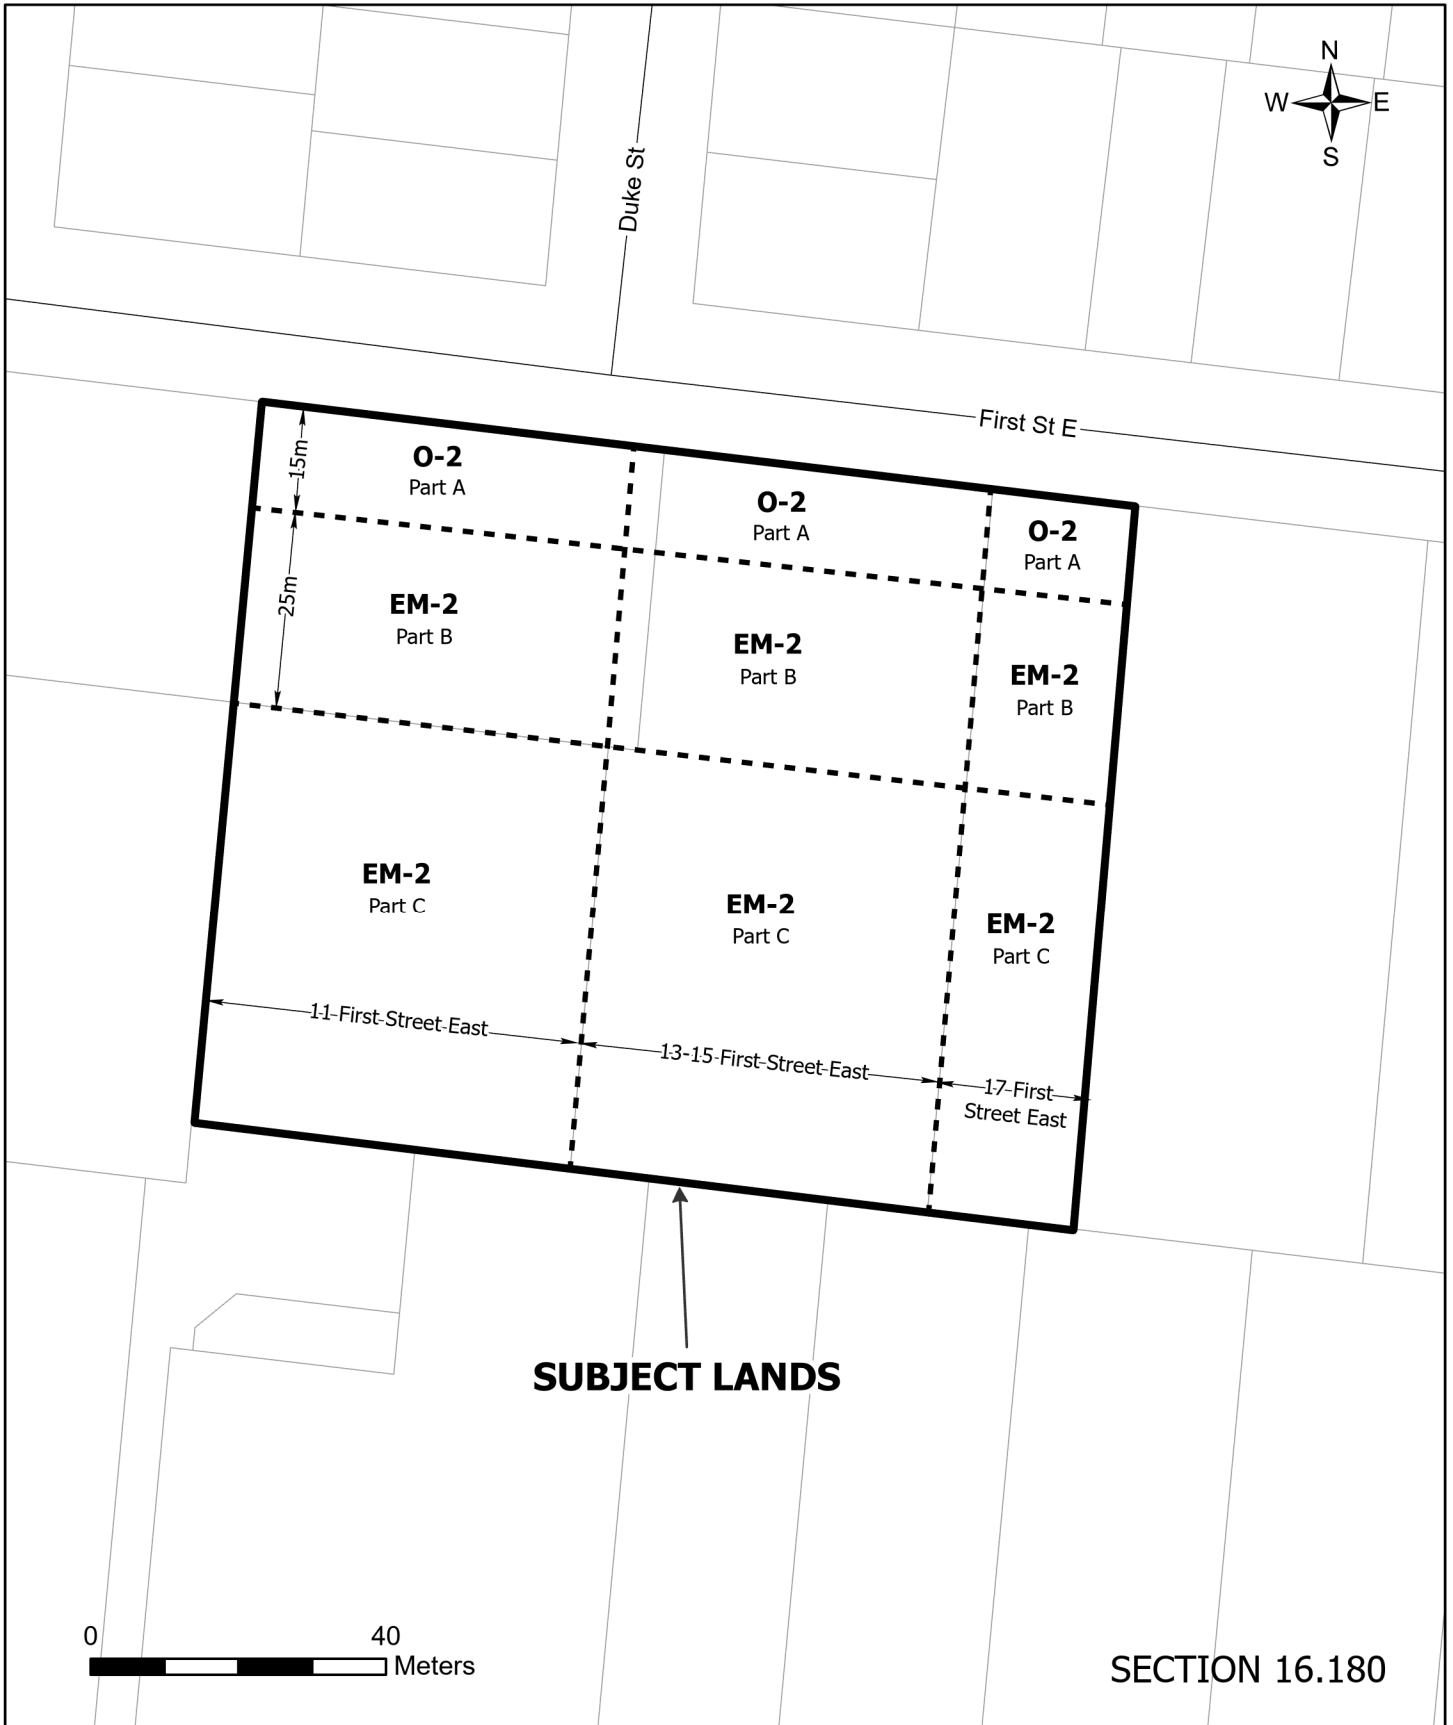 N
W E
S
Duke St
First St E
15m
O-2
Part A
O-2
Part A
O-2
Part A
25m
EM-2
Part B
EM-2
Part B
EM-2
Part B
EM-2
Part C
EM-2
Part C
EM-2
Part C
11 First Street East
13-15 First Street East
17 First
Street East
SUBJECT LANDS
0 40
Meters
SECTION 16.180